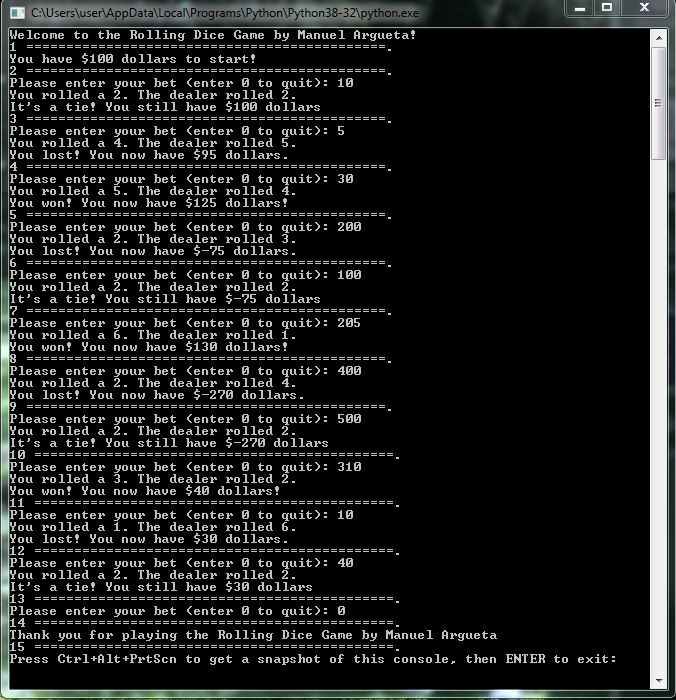 C:\Users\user\AppData\Local\Programs\Python\Python38-32\python.exe
Welcome to the Rolling Dice Game by Manuel Argueta!
1 ============================================.
You have $100 dollars to start!
2 ============================================.
Please enter your bet (enter 0 to quit): 10
You rolled a 2. The dealer rolled 2.
It's a tie! You still have $100 dollars
3 ============================================.
Please enter your bet (enter 0 to quit): 5
You rolled a 4. The dealer rolled 5.
You lost! You now have $95 dollars.
4 ============================================.
Please enter your bet (enter 0 to quit): 30
You rolled a 5. The dealer rolled 4.
You won! You now have $125 dollars!
5 ============================================.
Please enter your bet (enter 0 to quit): 200
You rolled a 2. The dealer rolled 3.
You lost! You now have $-75 dollars.
6 ============================================.
Please enter your bet (enter 0 to quit): 100
You rolled a 2. The dealer rolled 2.
It's a tie! You still have $-75 dollars
7 ============================================.
Please enter your bet (enter 0 to quit): 205
You rolled a 6. The dealer rolled 1.
You won! You now have $130 dollars!
8 ============================================.
Please enter your bet (enter 0 to quit): 400
You rolled a 2. The dealer rolled 4.
You lost! You now have $-270 dollars.
9 ============================================.
Please enter your bet (enter 0 to quit): 500
You rolled a 2. The dealer rolled 2.
It's a tie! You still have $-270 dollars
10 ============================================.
Please enter your bet (enter 0 to quit): 310
You rolled a 3. The dealer rolled 2.
You won! You now have $40 dollars!
11 ============================================.
Please enter your bet (enter 0 to quit): 10
You rolled a 1. The dealer rolled 6.
You lost! You now have $30 dollars.
12 ============================================.
Please enter your bet (enter 0 to quit): 40
You rolled a 2. The dealer rolled 2.
It's a tie! You still have $30 dollars
13 ============================================.
Please enter your bet (enter 0 to quit): 0
14 ============================================.
Thank you for playing the Rolling Dice Game by Manuel Argueta
15 ============================================.
Press Ctrl+Alt+PrtScn to get a snapshot of this console, then ENTER to exit: